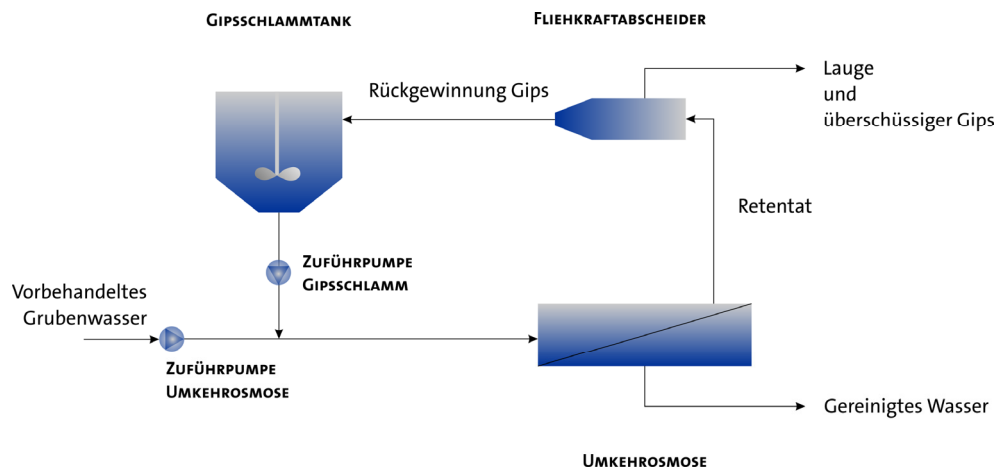 GIPSSCHLAMMTANK
FLIEHKRAFTABSCHEIDER
Rückgewinnung Gips
Lauge
und
überschüssiger Gips
Retentat
ZUFÜHRPUMPE
GIPSSCHLAMM
Vorbehandeltes
Grubenwasser
ZUFÜHRPUMPE
UMKEHROSMOSE
Gereinigtes Wasser
UMKEHROSMOSE